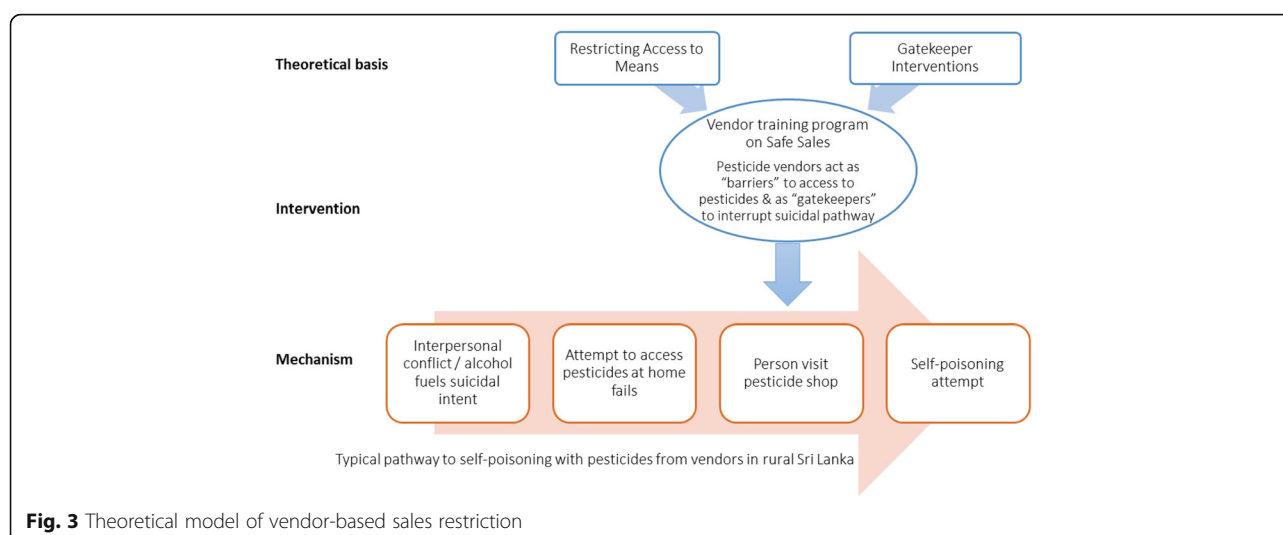 Theoretical basis
Restricting Access to
Means
Gatekeeper
Interventions
Intervention
Vendor training program
on Safe Sales
Pesticide vendors act as
“barriers” to access to
pesticides & as “gatekeepers”
to interrupt suicidal pathway
Mechanism
Interpersonal
conflict / alcohol
fuels suicidal
intent
Attempt to access
pesticides at home
fails
Person visit
pesticide shop
Self-poisoning
attempt
Typical pathway to self-poisoning with pesticides from vendors in rural Sri Lanka
Fig. 3 Theoretical model of vendor-based sales restriction